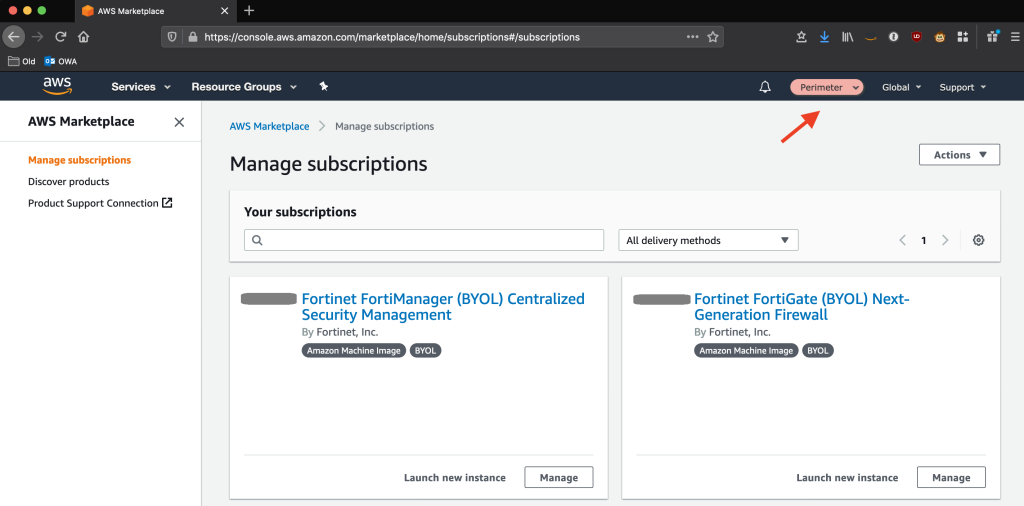 AWS Marketplace
https://console.aws.amazon.com/marketplace/home/subscriptions#/subscriptions
Old OWA
aws Services Resource Groups Perimeter Global Support
AWS Marketplace
Manage subscriptions
Discover products
Product Support Connection
AWS Marketplace Manage subscriptions
Manage subscriptions
Actions
Your subscriptions
All delivery methods
1
Fortinet FortiManager (BYOL) Centralized
Security Management
By Fortinet, Inc.
Amazon Machine Image BYOL
Launch new instance Manage
Fortinet FortiGate (BYOL) Next-
Generation Firewall
By Fortinet, Inc.
Amazon Machine Image BYOL
Launch new instance Manage